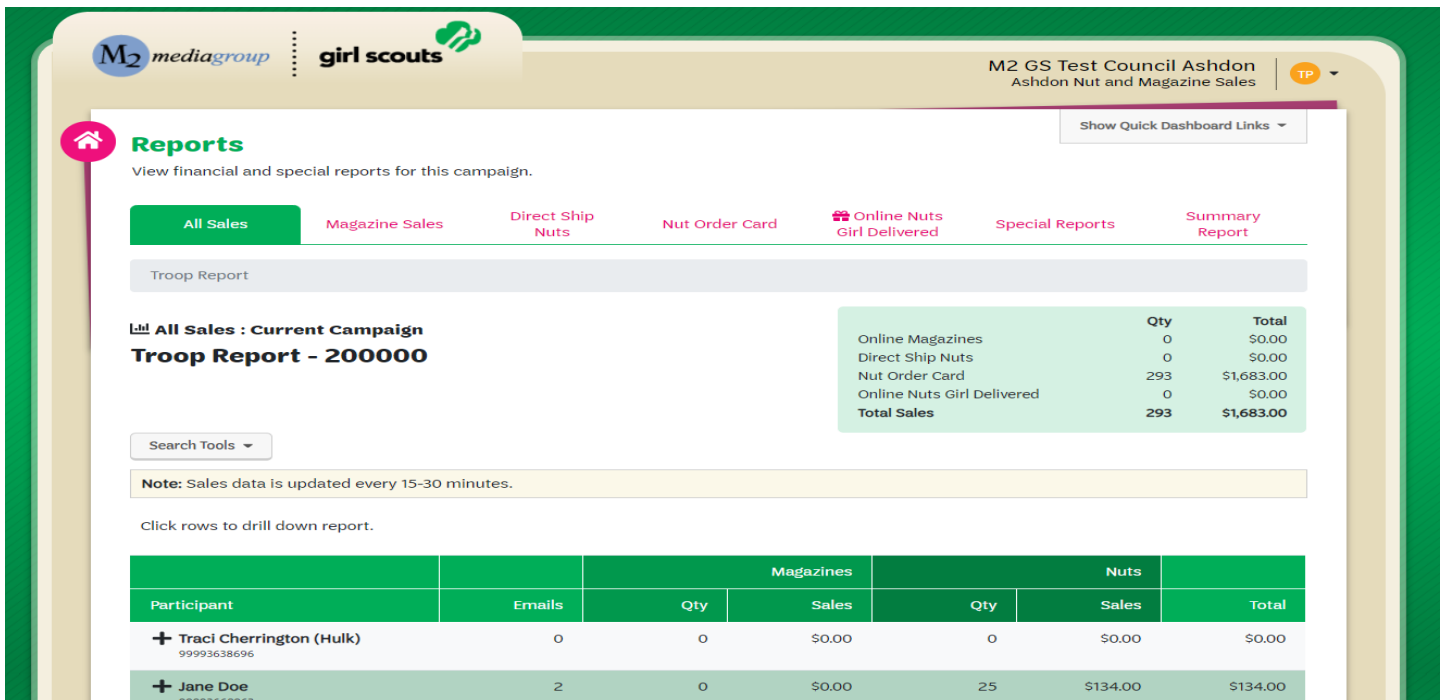 M2 mediagroup
girl scouts
M2 GS Test Council Ashdon
Ashdon Nut and Magazine Sales
TP
Show Quick Dashboard Links
Reports
View financial and special reports for this campaign.
All Sales
Magazine Sales
Direct Ship
Nuts
Nut Order Card
Online Nuts
Girl Delivered
Special Reports
Summary
Report
Troop Report
All Sales : Current Campaign
Troop Report - 200000
Qty Total
Online Magazines 0 $0.00
Direct Ship Nuts 0 $0.00
Nut Order Card 293 $1,683.00
Online Nuts Girl Delivered 0 $0.00
Total Sales 293 $1,683.00
Search Tools
Note: Sales data is updated every 15-30 minutes.
Click rows to drill down report.
Magazines Nuts
Participant Emails Qty Sales Qty Sales Total
Traci Cherrington (Hulk) 0 0 $0.00 0 $0.00 $0.00
99993638696
Jane Doe 2 0 $0.00 25 $134.00 $134.00